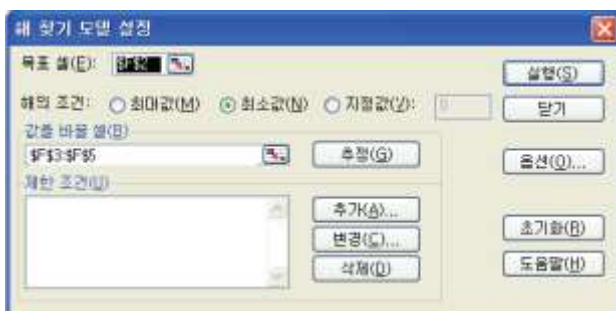 해 찾기 모델 설정
목표 셀(E):
실행(S)
해의 조건: 최대값(M) 최소값(N) 지정값(V): 0
닫기
값을 바꿀 셀(B)
$F$3:$F$5
추정(G)
옵션(O)...
제한 조건(U)
추가(A)...
변경(C)...
삭제(D)
초기화(R)
도움말(H)